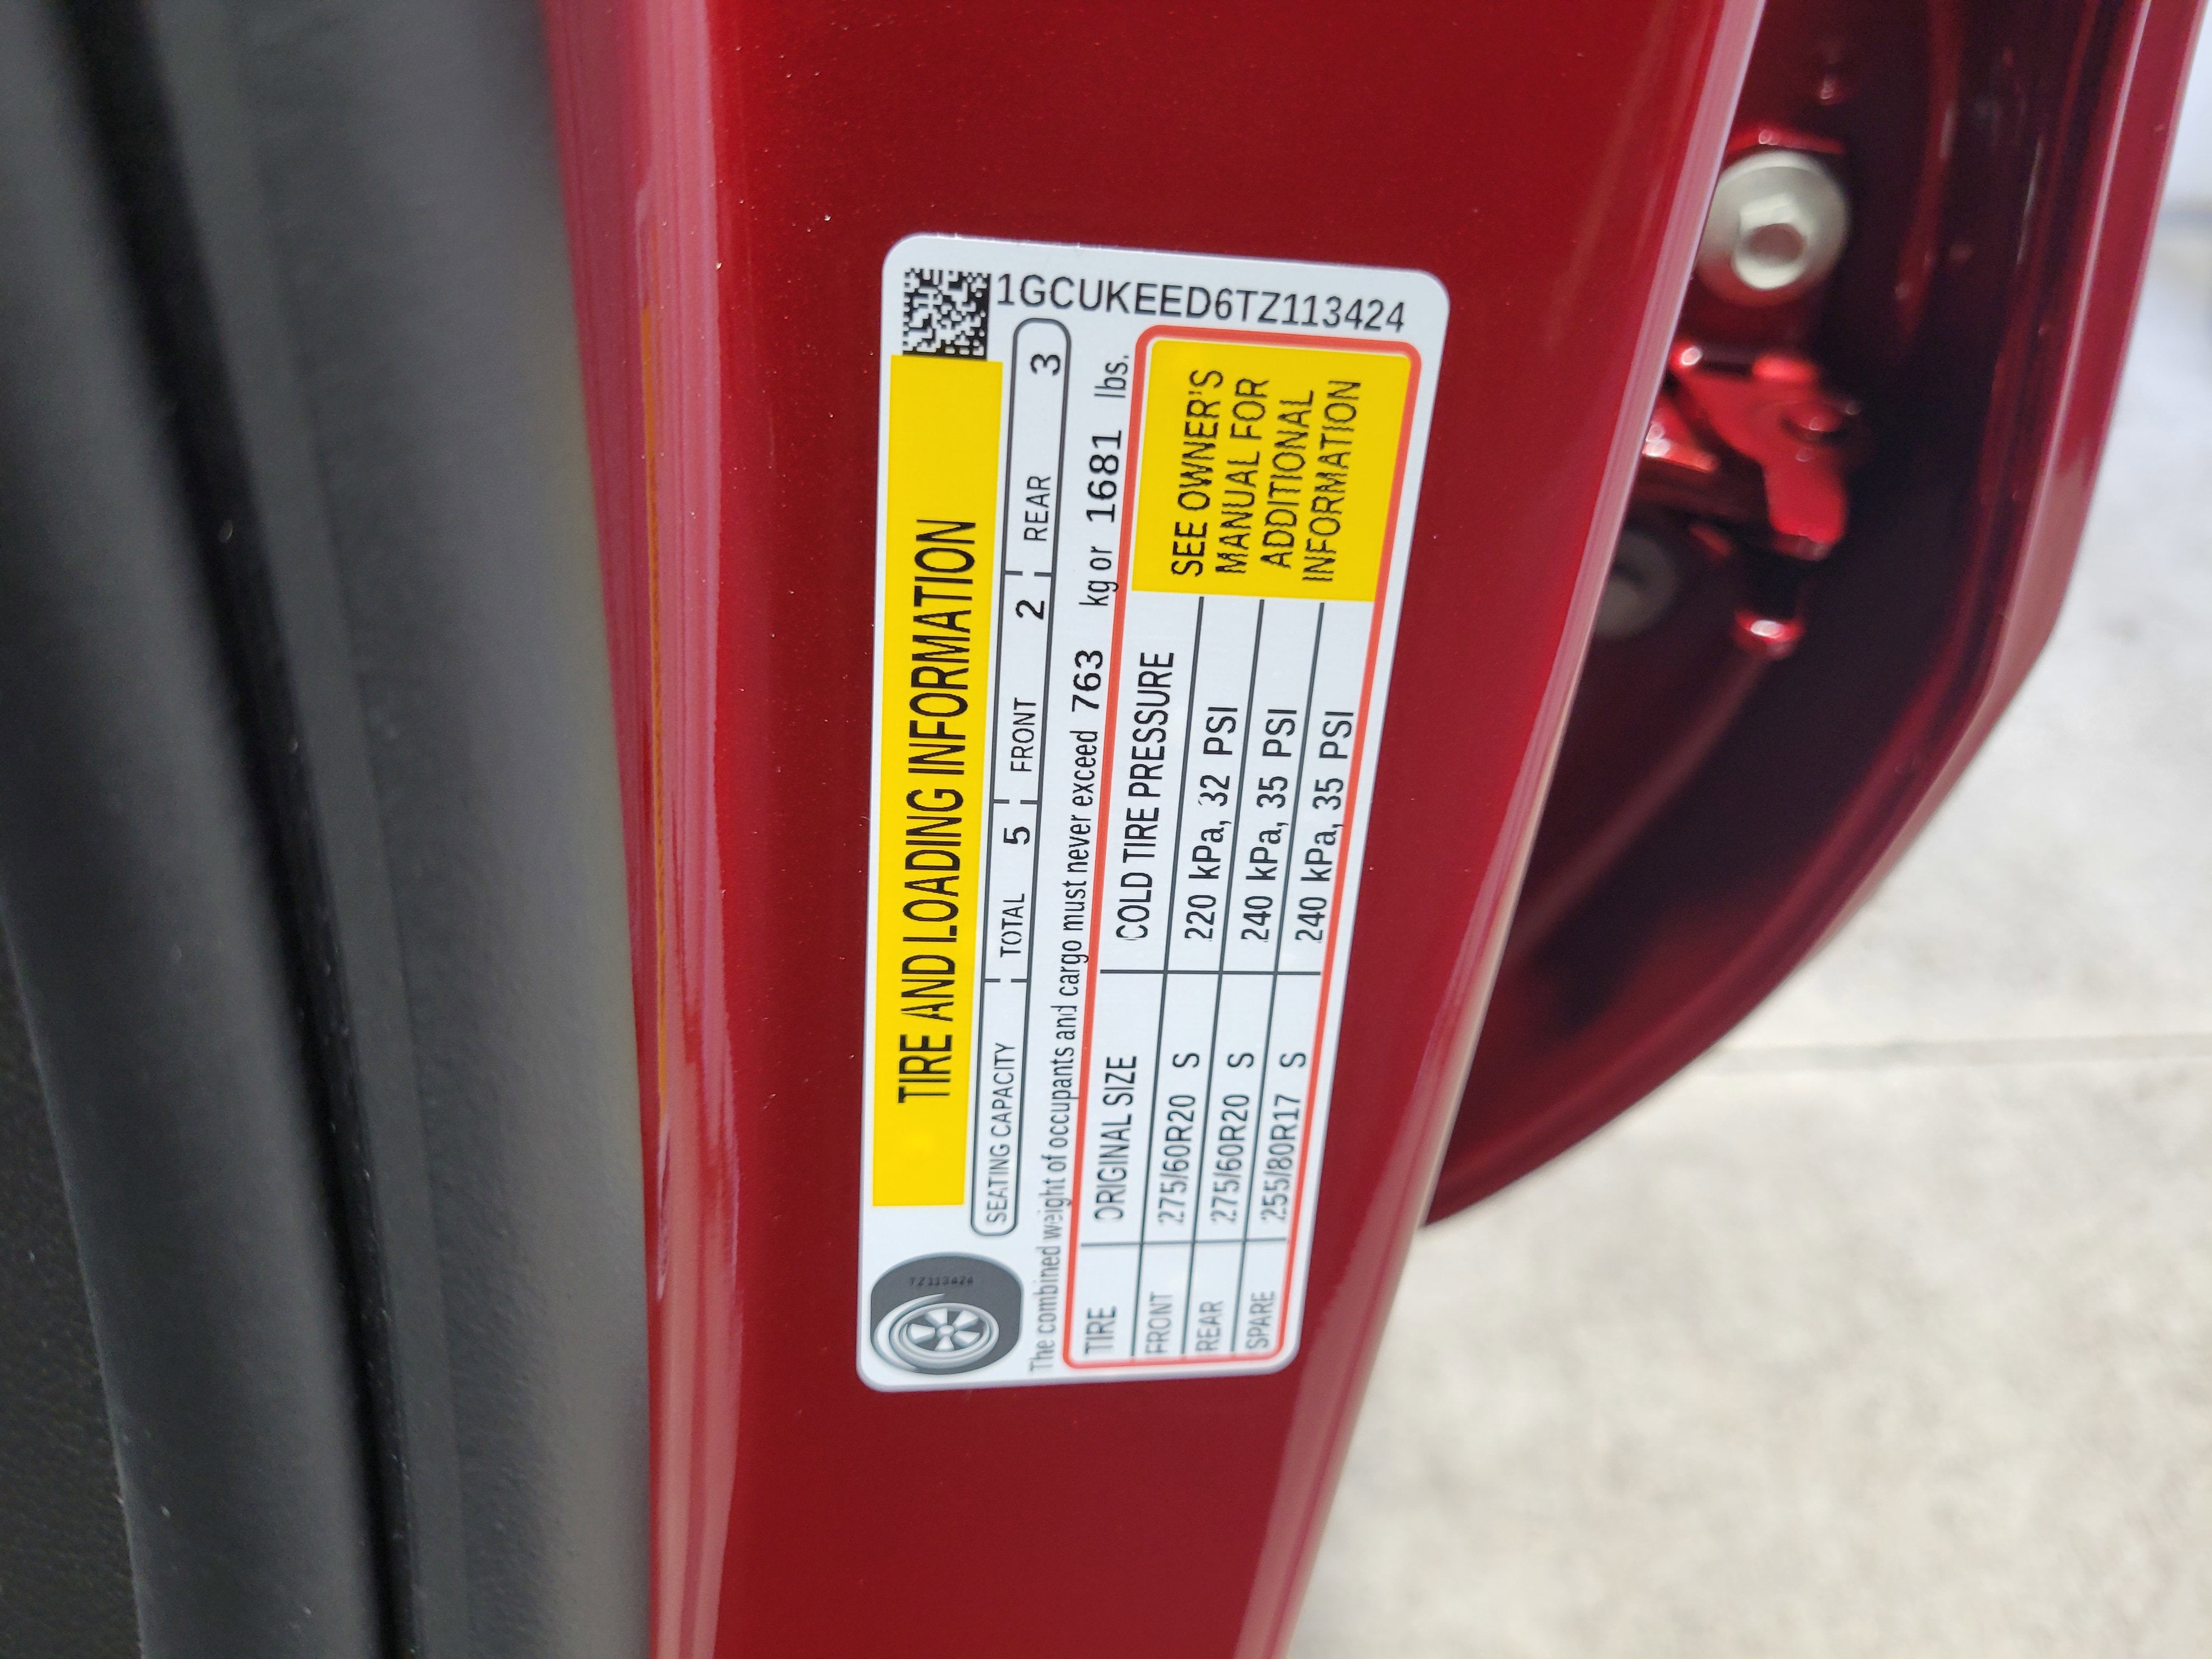 TIRE AND LOADING INFORMATION
TZ113424
SEATING CAPACITY TOTAL 5 FRONT 2 REAR 3
The combined weight of occupants and cargo must never exceed 763 kg or 1681 lbs.
TIRE ORIGINAL SIZE COLD TIRE PRESSURE
FRONT 275/60R20 S 220 kPa, 32 PSI
REAR 275/60R20 S 240 kPa, 35 PSI
SPARE 255/80R17 S 240 kPa, 35 PSI
SEE OWNER'S
MANUAL FOR
ADDITIONAL
INFORMATION
1GCUKEED6TZ113424